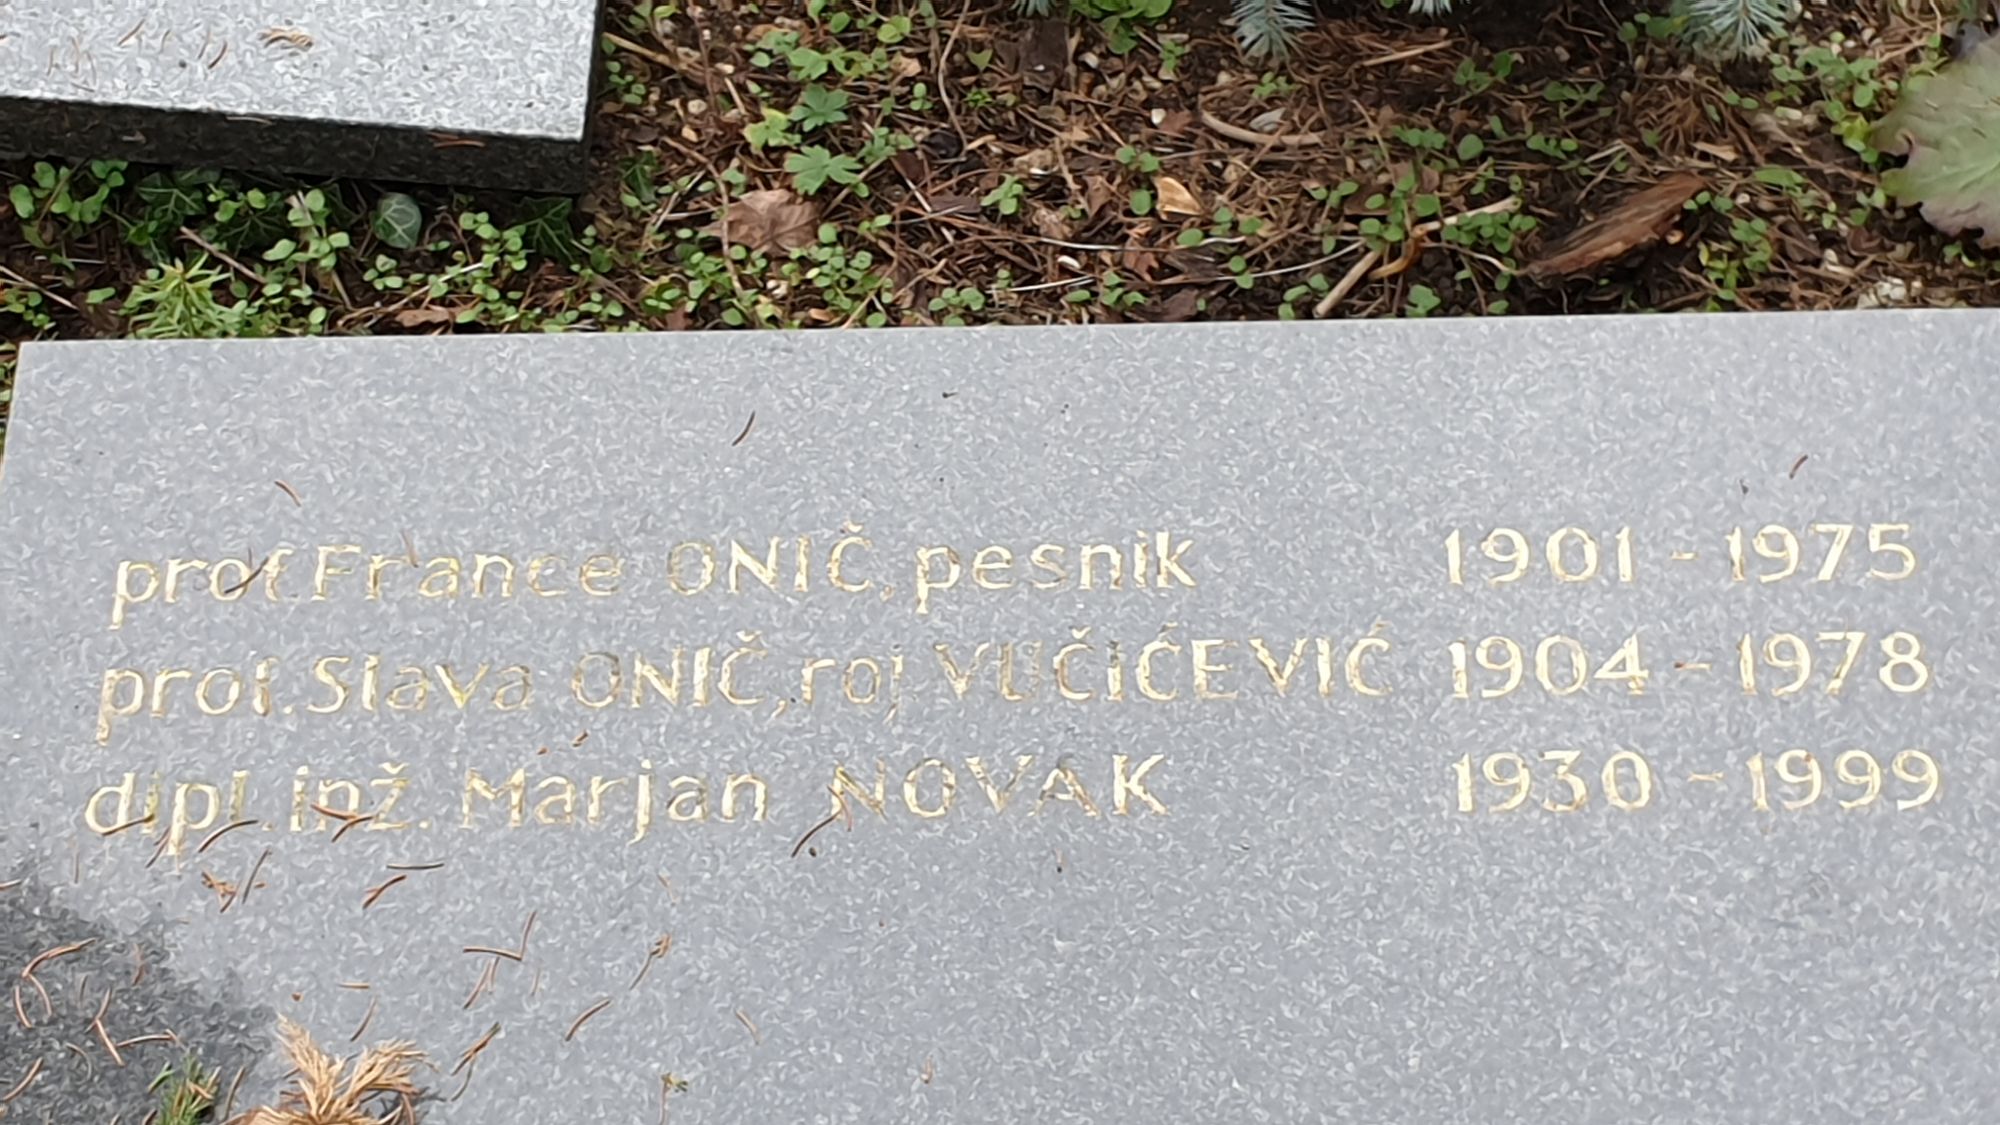 prof. France ONIČ, pesnik 1901 - 1975
prof. Slava ONIČ, roj VUČIĆEVIĆ 1904 - 1978
dipl. inž. Marjan NOVAK 1930 - 1999